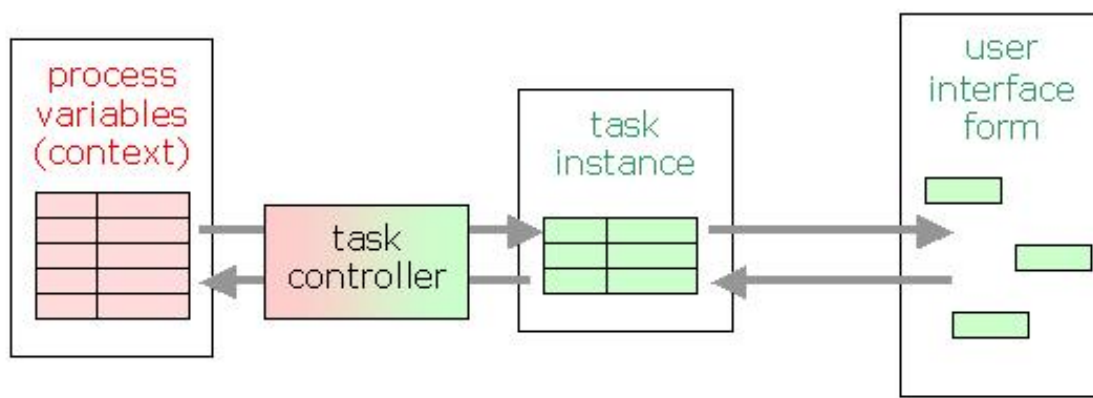 process
variables
(context)
task
controller
task
instance
user
interface
form